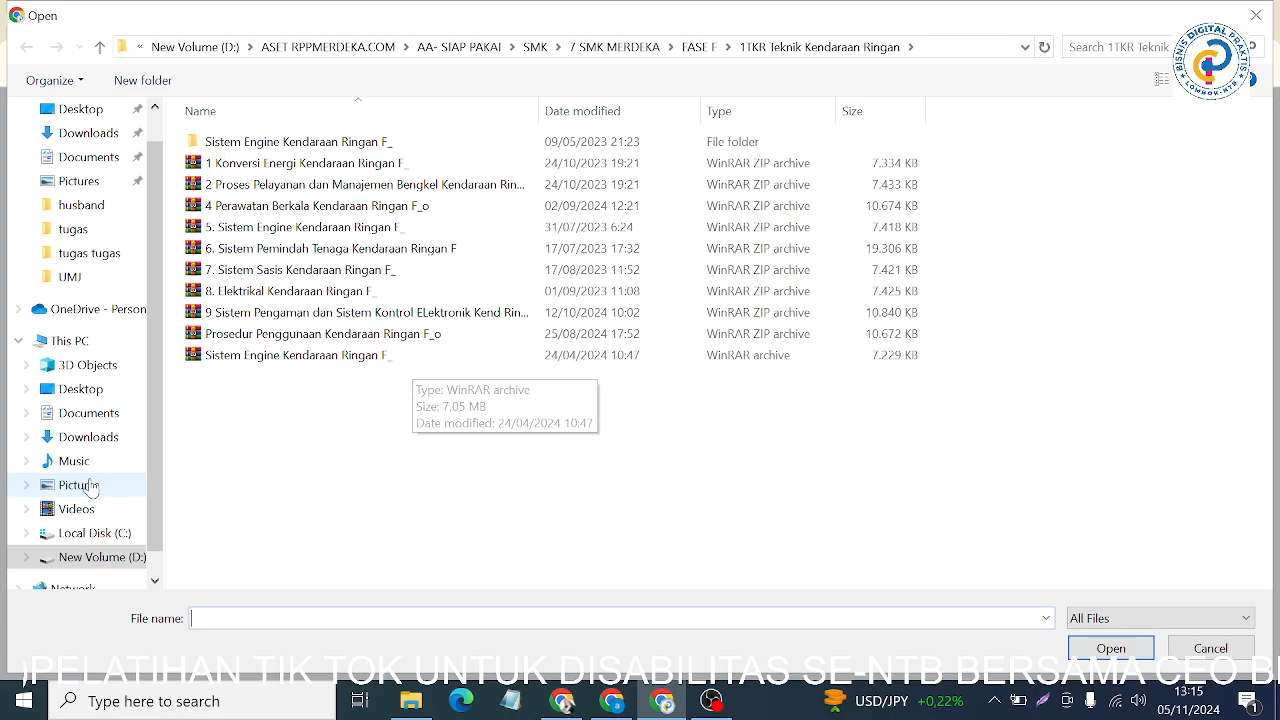 Open
« New Volume (D:) > ASET RPPMERDEKA.COM > AA- SIAP PAKAI > SMK > 7 SMK MERDEKA > FASE F > 1TKR Teknik Kendaraan Ringan >
Search 1TKR Teknik
BISNIS DIGITAL PRAKTIS
LOMBOK-NTB
Organize
New folder
Name Date modified Type Size
Desktop
Downloads
Documents
Pictures
husband
tugas
tugas tugas
UMJ
OneDrive - Person
This PC
3D Objects
Desktop
Documents
Downloads
Music
Videos
Local Disk (C:)
New Volume (D:)
Network
Sistem Engine Kendaraan Ringan F_ 09/05/2023 21:23 File folder
1 Konversi Energi Kendaraan Ringan F_ 24/10/2023 19:21 WinRAR ZIP archive 7.334 KB
2 Proses Pelayanan dan Manajernen Bengkel Kendaraan Rin... 24/10/2023 19:21 WinRAR ZIP archive 7.433 KB
4 Perawatan Berkala Kendaraan Ringan F_o 02/09/2024 12:21 WinRAR ZIP archive 10.674 KB
5. Sistem Engine Kendaraan Ringan F_ 31/07/2023 6:24 WinRAR ZIP archive 7.418 KB
6. Sistem Pemindah Tenaga Kendaraan Ringan F 17/07/2023 17:32 WinRAR ZIP archive 19.306 KB
7. Sistem Sasis Kendaraan Ringan F_ 17/08/2023 11:52 WinRAR ZIP archive 7.421 KB
8. Elektrikal Kendaraan Ringan F_ 01/09/2023 11:08 WinRAR ZIP archive 7.425 KB
9 Sistem Pengaman dan Sistem Kontrol ELektronik Kend Rin... 12/10/2024 10:02 WinRAR ZIP archive 10.840 KB
Prosedur Penggunaan Kendaraan Ringan F_o 25/08/2024 17:52 WinRAR ZIP archive 10.672 KB
Sistem Engine Kendaraan Ringan F_ 24/04/2024 10:47 WinRAR archive 7.229 KB
Type: WinRAR archive
Size: 7,05 MB
Date modified: 24/04/2024 10:47
File name:
All Files
Open
Cancel
PELATIHAN TIK TOK UNTUK DISABILITAS SE-NTB BERSAMA CEO
Type here to search
USD/JPY +0,22%
13:15
05/11/2024
1